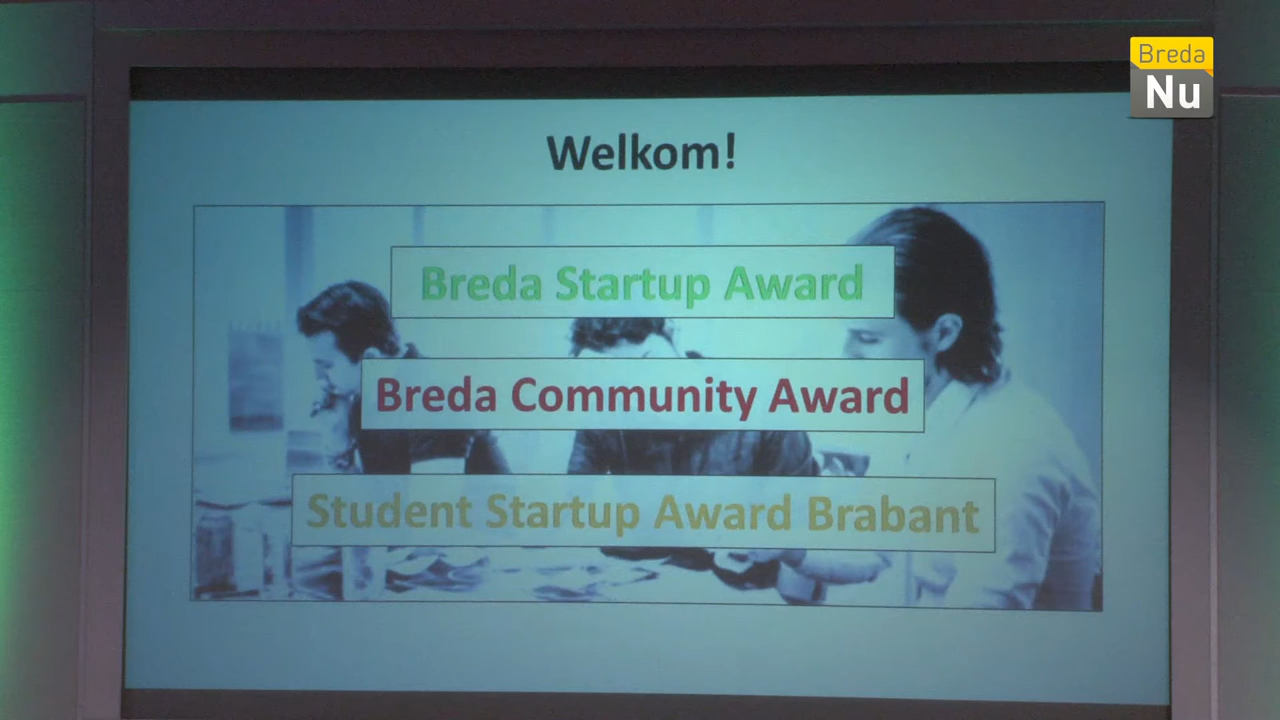 Breda
Nu
Welkom!
Breda Startup Award
Breda Community Award
Student Startup Award Brabant